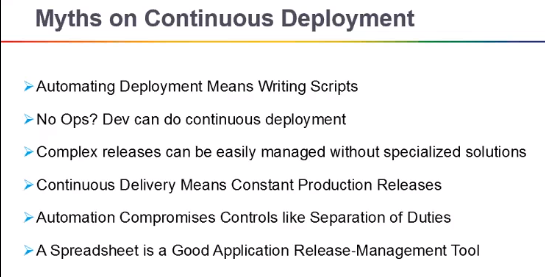 Myths on Continuous Deployment
Automating Deployment Means Writing Scripts
No Ops? Dev can do continuous deployment
Complex releases can be easily managed without specialized solutions
Continuous Delivery Means Constant Production Releases
Automation Compromises Controls like Separation of Duties
A Spreadsheet is a Good Application Release-Management Tool